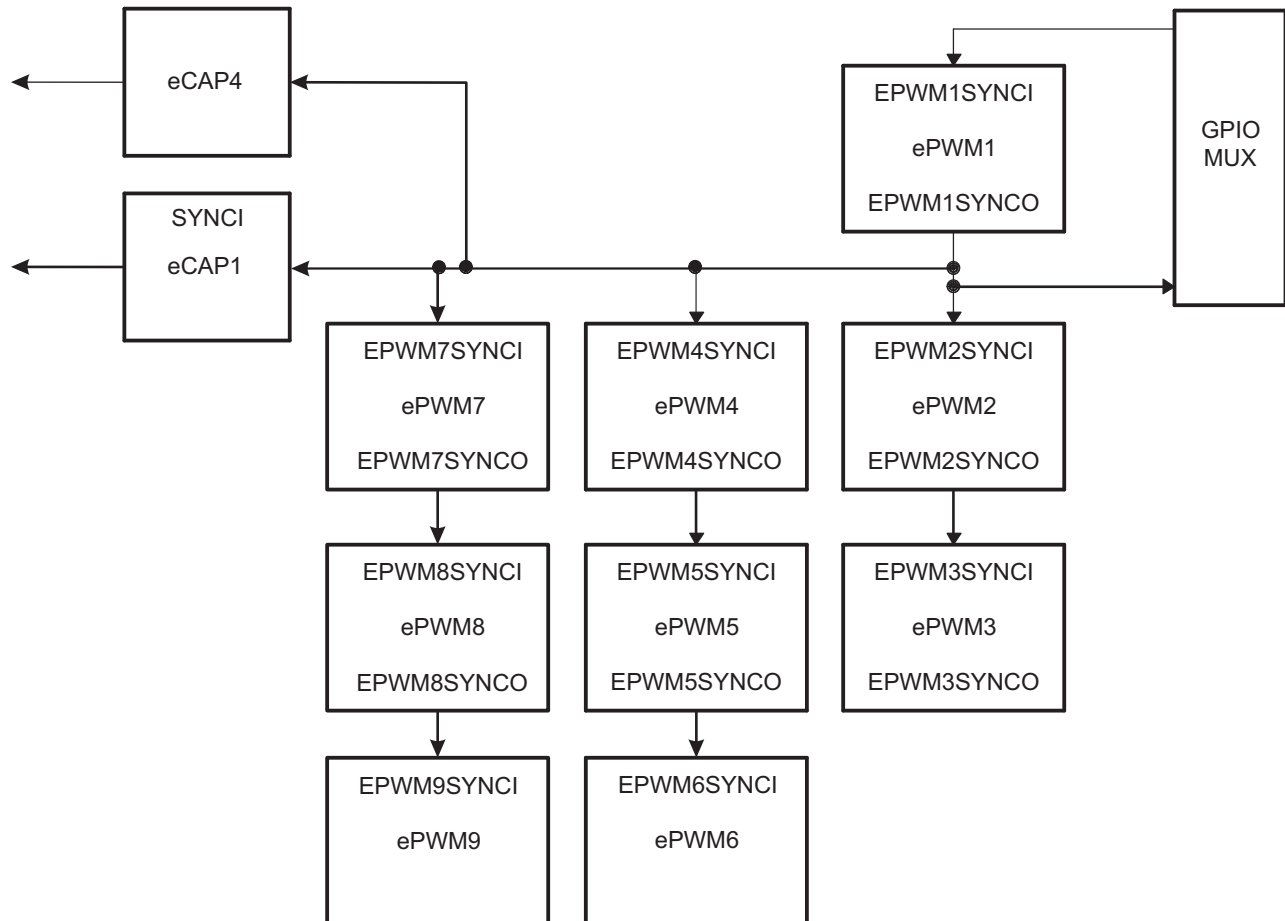 eCAP4
EPWM1SYNCI
ePWM1
EPWM1SYNCO
GPIO
MUX
SYNCI
eCAP1
EPWM7SYNCI
ePWM7
EPWM7SYNCO
EPWM4SYNCI
ePWM4
EPWM4SYNCO
EPWM2SYNCI
ePWM2
EPWM2SYNCO
EPWM8SYNCI
ePWM8
EPWM8SYNCO
EPWM5SYNCI
ePWM5
EPWM5SYNCO
EPWM3SYNCI
ePWM3
EPWM3SYNCO
EPWM9SYNCI
ePWM9
EPWM6SYNCI
ePWM6